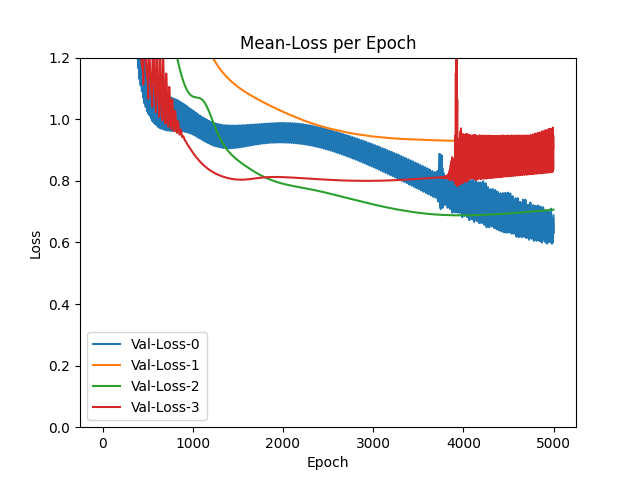 Mean-Loss per Epoch
Loss
1.2
1.0
0.8
0.6
0.4
0.2
0.0
Val-Loss-0
Val-Loss-1
Val-Loss-2
Val-Loss-3
0 1000 2000 3000 4000 5000
Epoch